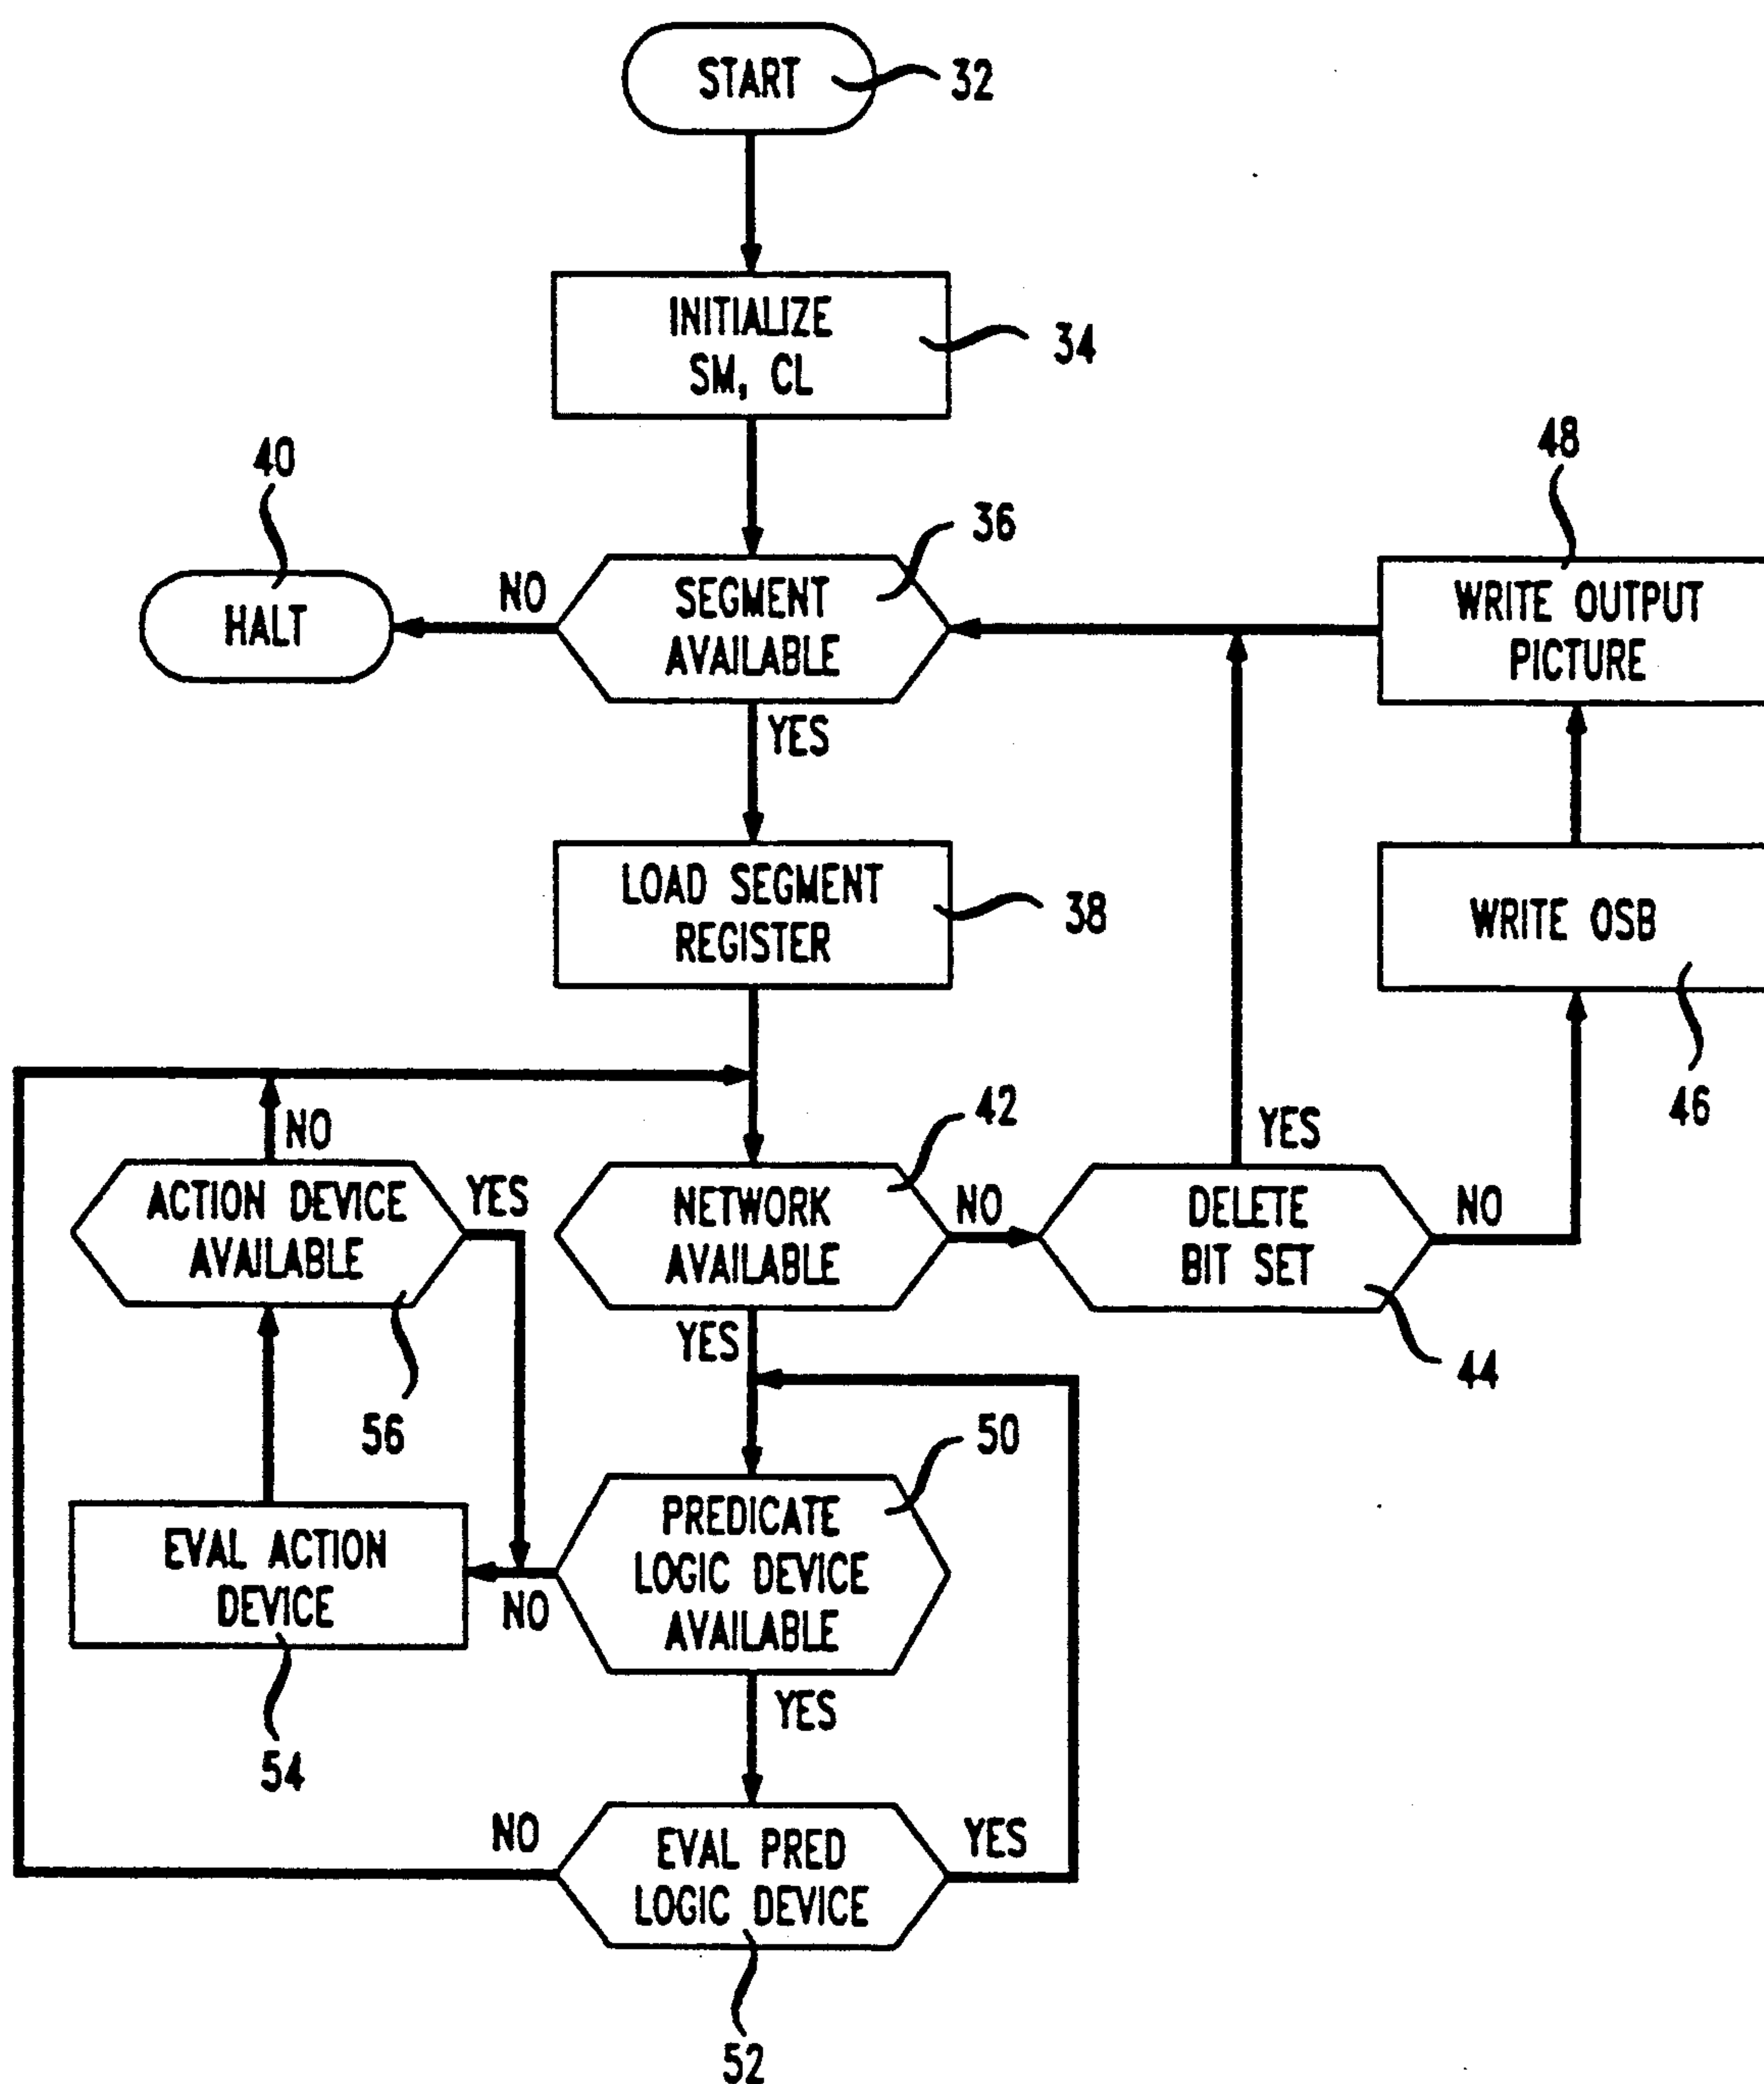 START
32
INITIALIZE
SM, CL
34
40
36
48
HALT
NO
SEGMENT
AVAILABLE
WRITE OUTPUT
PICTURE
YES
LOAD SEGMENT
REGISTER
38
WRITE OSB
46
NO
42
YES
ACTION DEVICE
AVAILABLE
YES
NETWORK
AVAILABLE
NO
DELETE
BIT SET
NO
YES
44
56
50
EVAL ACTION
DEVICE
NO
PREDICATE
LOGIC DEVICE
AVAILABLE
YES
54
NO
EVAL PRED
LOGIC DEVICE
YES
52